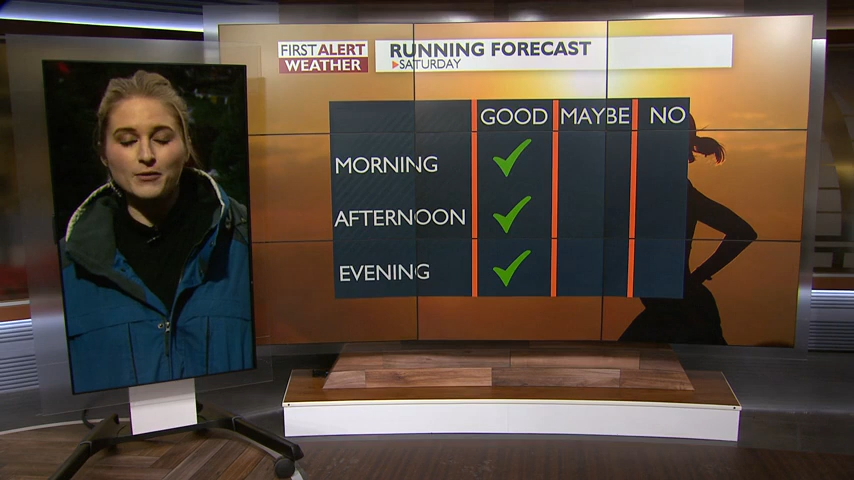 FIRST ALERT
WEATHER
RUNNING FORECAST
SATURDAY
GOOD MAYBE NO
MORNING
AFTERNOON
EVENING